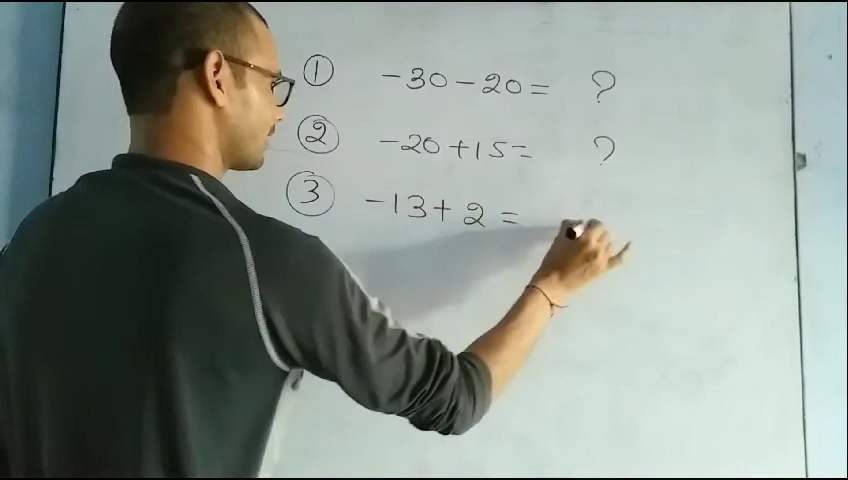 ① -30-20= ?
② -20+15= ?
③ -13+2=